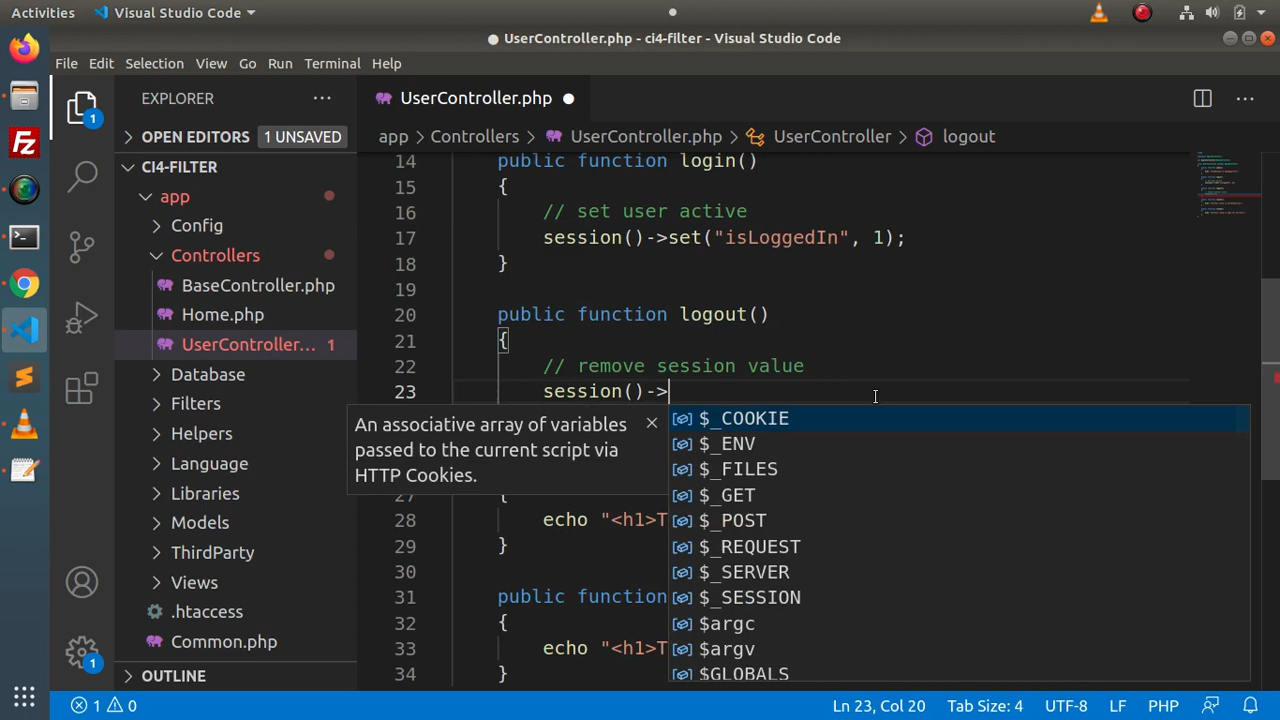 Activities
Visual Studio Code
● UserController.php - ci4-filter - Visual Studio Code
File Edit Selection View Go Run Terminal Help
EXPLORER ···
UserController.php ●
1
OPEN EDITORS 1 UNSAVED
app > Controllers > UserController.php > UserController > logout
CI4-FILTER
app
Config
Controllers
BaseController.php
Home.php
UserController... 1
Database
Filters
Helpers
Language
Libraries
Models
ThirdParty
Views
.htaccess
Common.php
OUTLINE
1
14 public function login()
15 {
16 // set user active
17 session()->set("isLoggedIn", 1);
18 }
19
20 public function logout()
21 {
22 // remove session value
23 session()->
An associative array of variables
passed to the current script via
HTTP Cookies.
$_COOKIE
$_ENV
$_FILES
$_GET
$_POST
$_REQUEST
$_SERVER
$_SESSION
$argc
$argv
$GLOBALS
27 {
28 echo "<h1>T
29 }
30
31 public function
32 {
33 echo "<h1>T
34 }
1 0
Ln 23, Col 20 Tab Size: 4 UTF-8 LF PHP